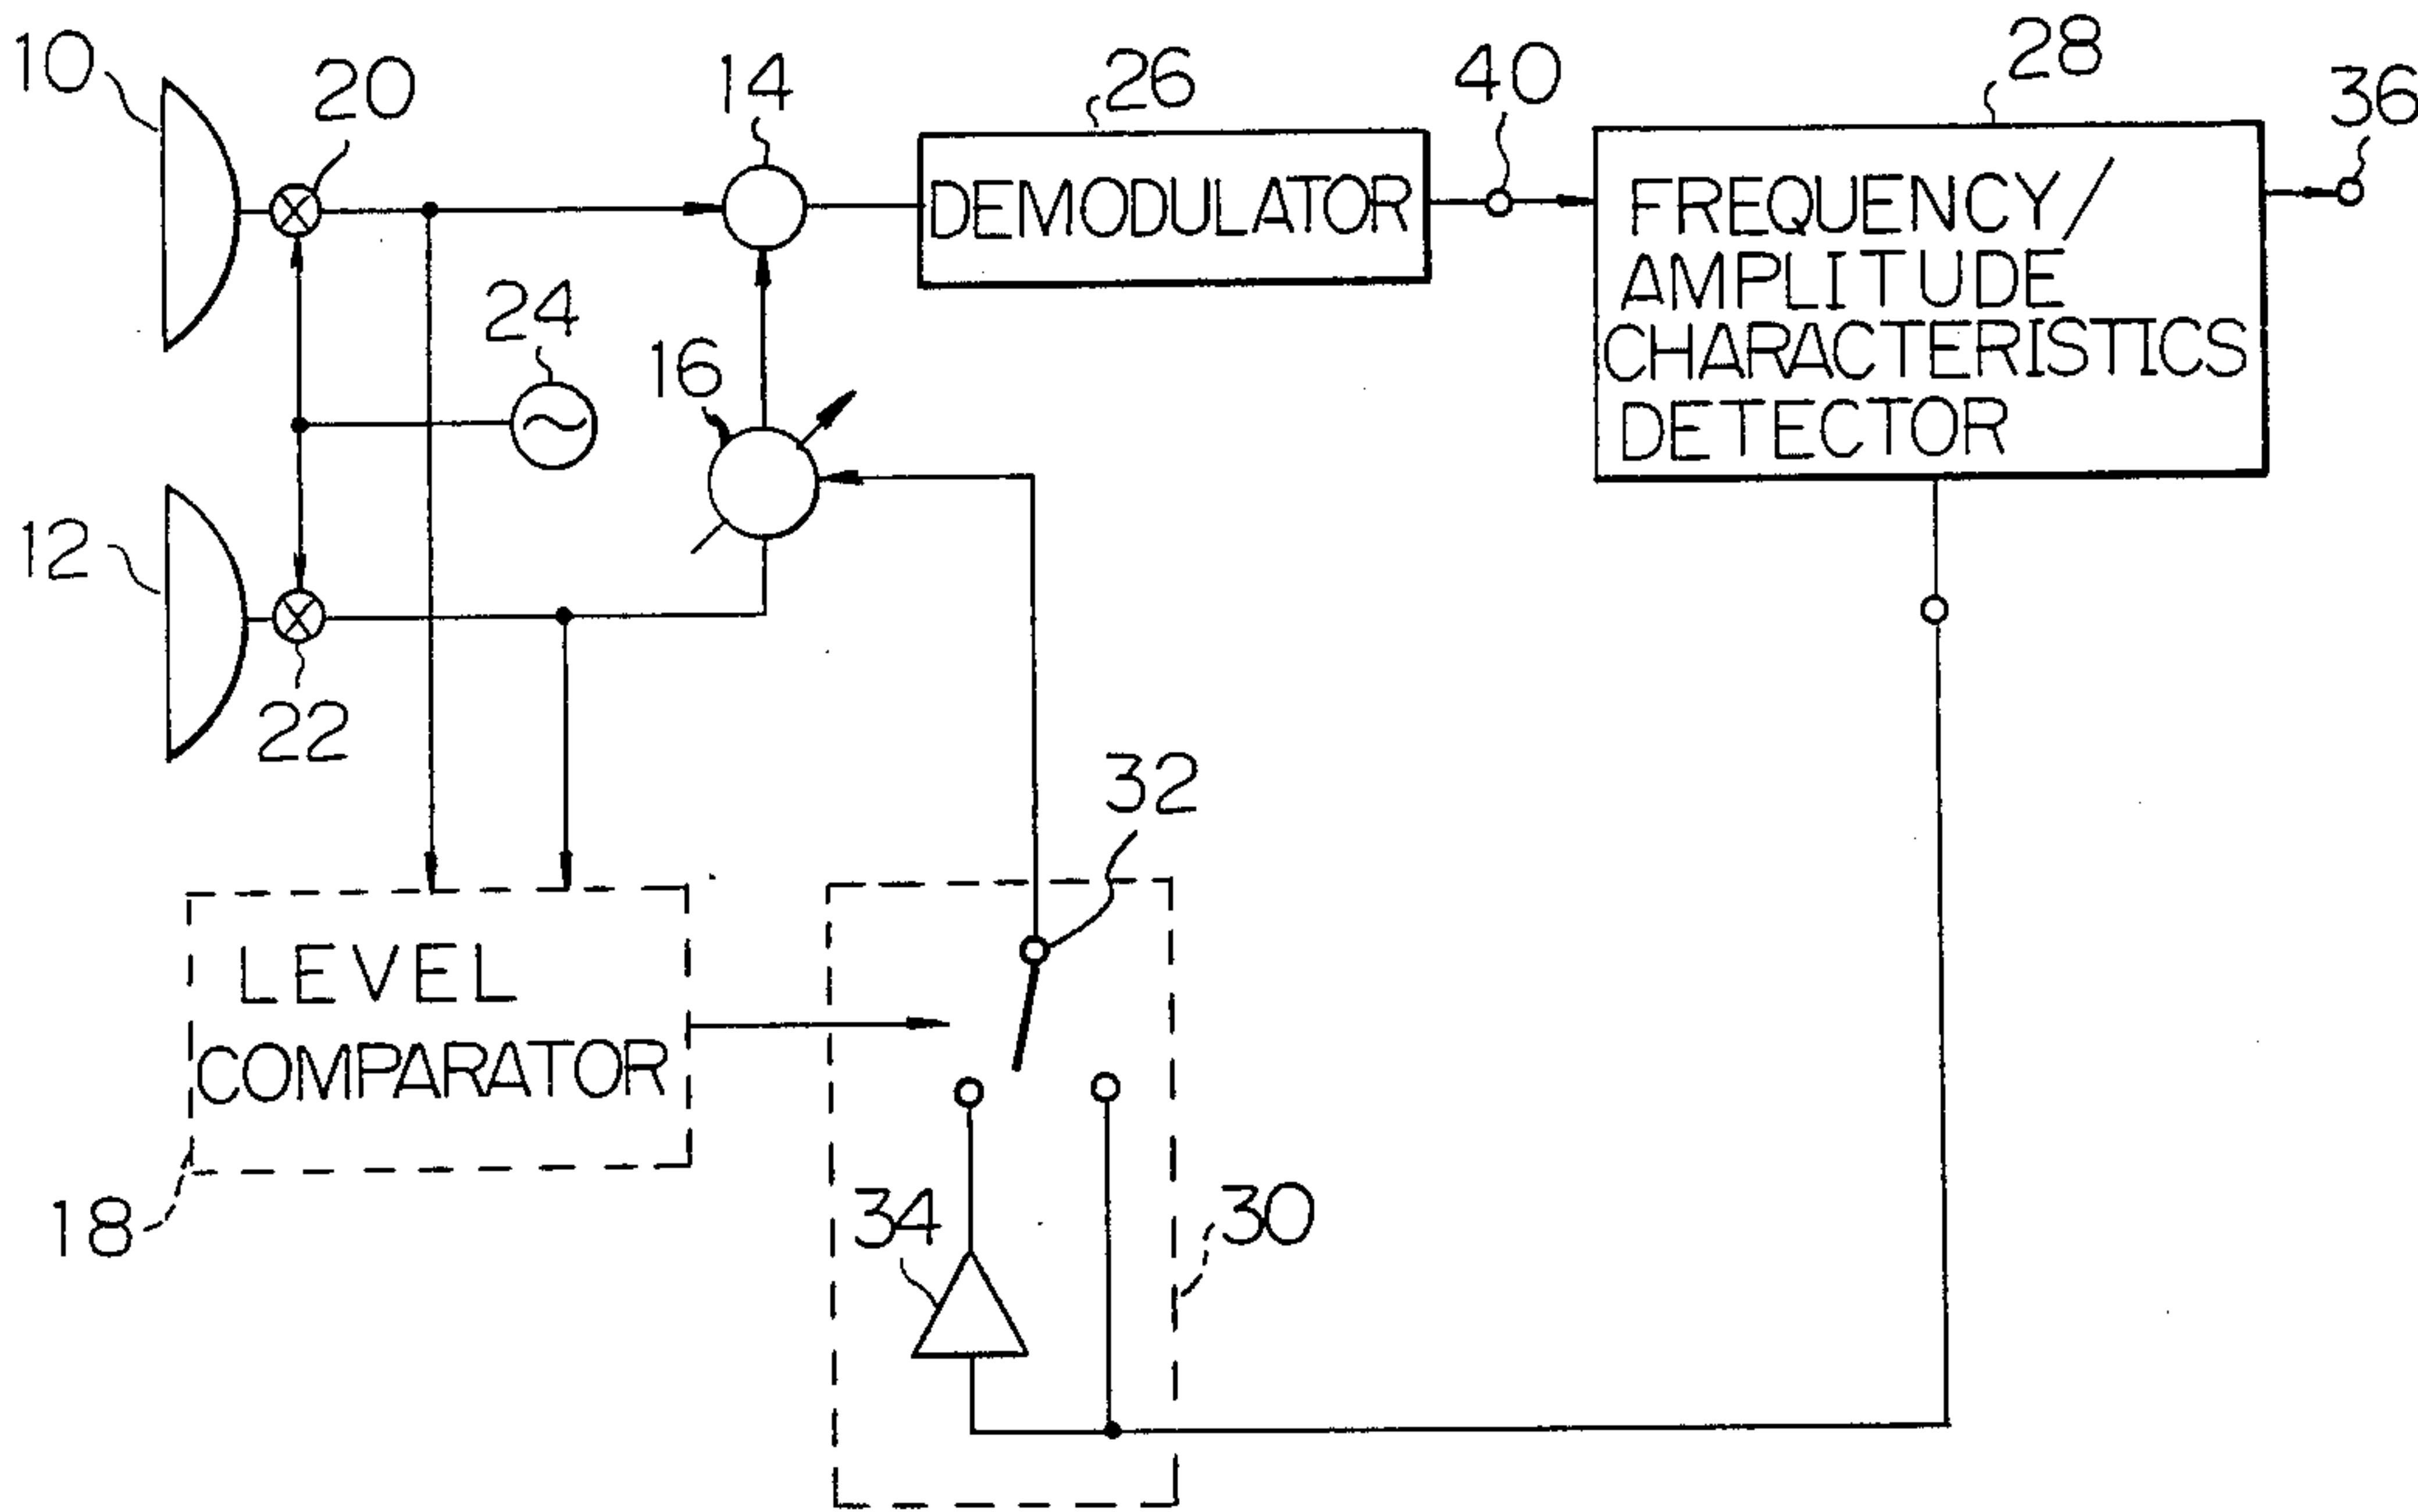 10
20
14
26
40
28
36
DEMODULATOR
FREQUENCY/
AMPLITUDE
CHARACTERISTICS
DETECTOR
24
16
12
22
32
LEVEL
COMPARATOR
18
34
30